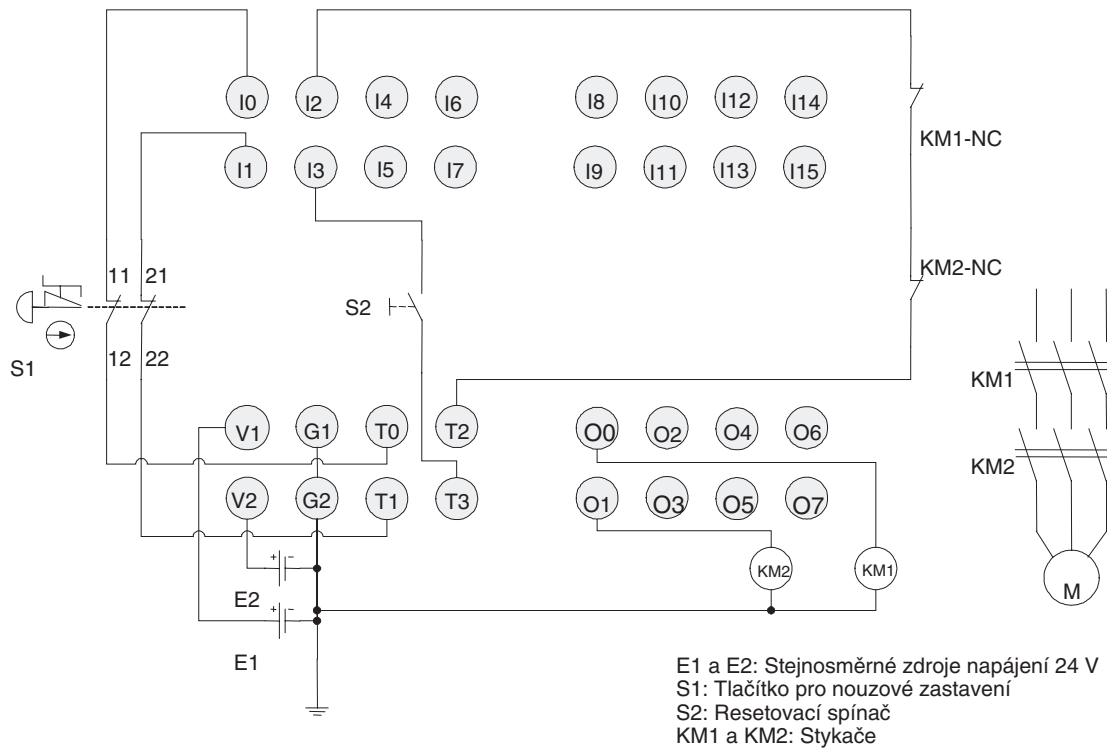 I0 I2 I4 I6 I8 I10 I12 I14
KM1-NC
I1 I3 I5 I7 I9 I11 I13 I15
KM2-NC
11 21
S2
S1
12 22
KM1
V1 G1 T0 T2 O0 O2 O4 O6
KM2
V2 G2 T1 T3 O1 O3 O5 O7
+ −
KM2 KM1
M
E2
+ −
E1
E1 a E2: Stejnosměrné zdroje napájení 24 V
S1: Tlačítko pro nouzové zastavení
S2: Resetovací spínač
KM1 a KM2: Stykače